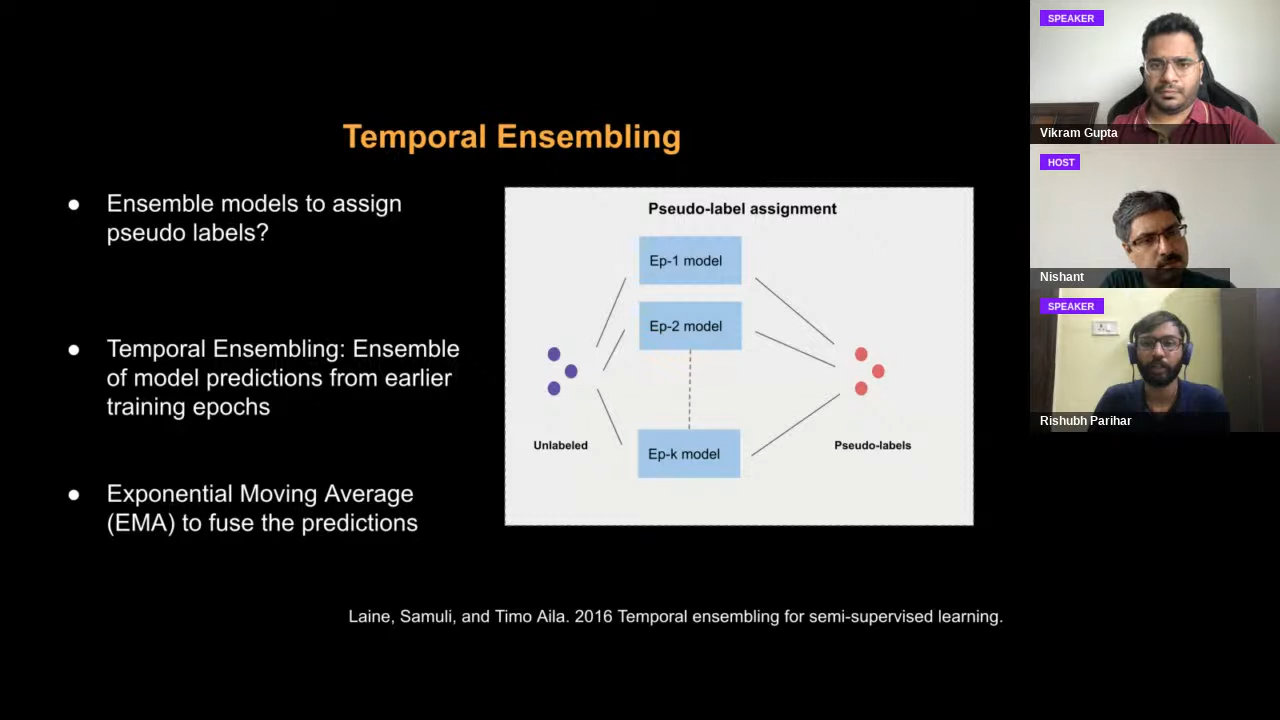 Temporal Ensembling
● Ensemble models to assign
pseudo labels?
● Temporal Ensembling: Ensemble
of model predictions from earlier
training epochs
● Exponential Moving Average
(EMA) to fuse the predictions
Pseudo-label assignment
Ep-1 model
Ep-2 model
Ep-k model
Unlabeled
Pseudo-labels
Laine, Samuli, and Timo Aila. 2016 Temporal ensembling for semi-supervised learning.
SPEAKER
Vikram Gupta
HOST
Nishant
SPEAKER
Rishubh Parihar